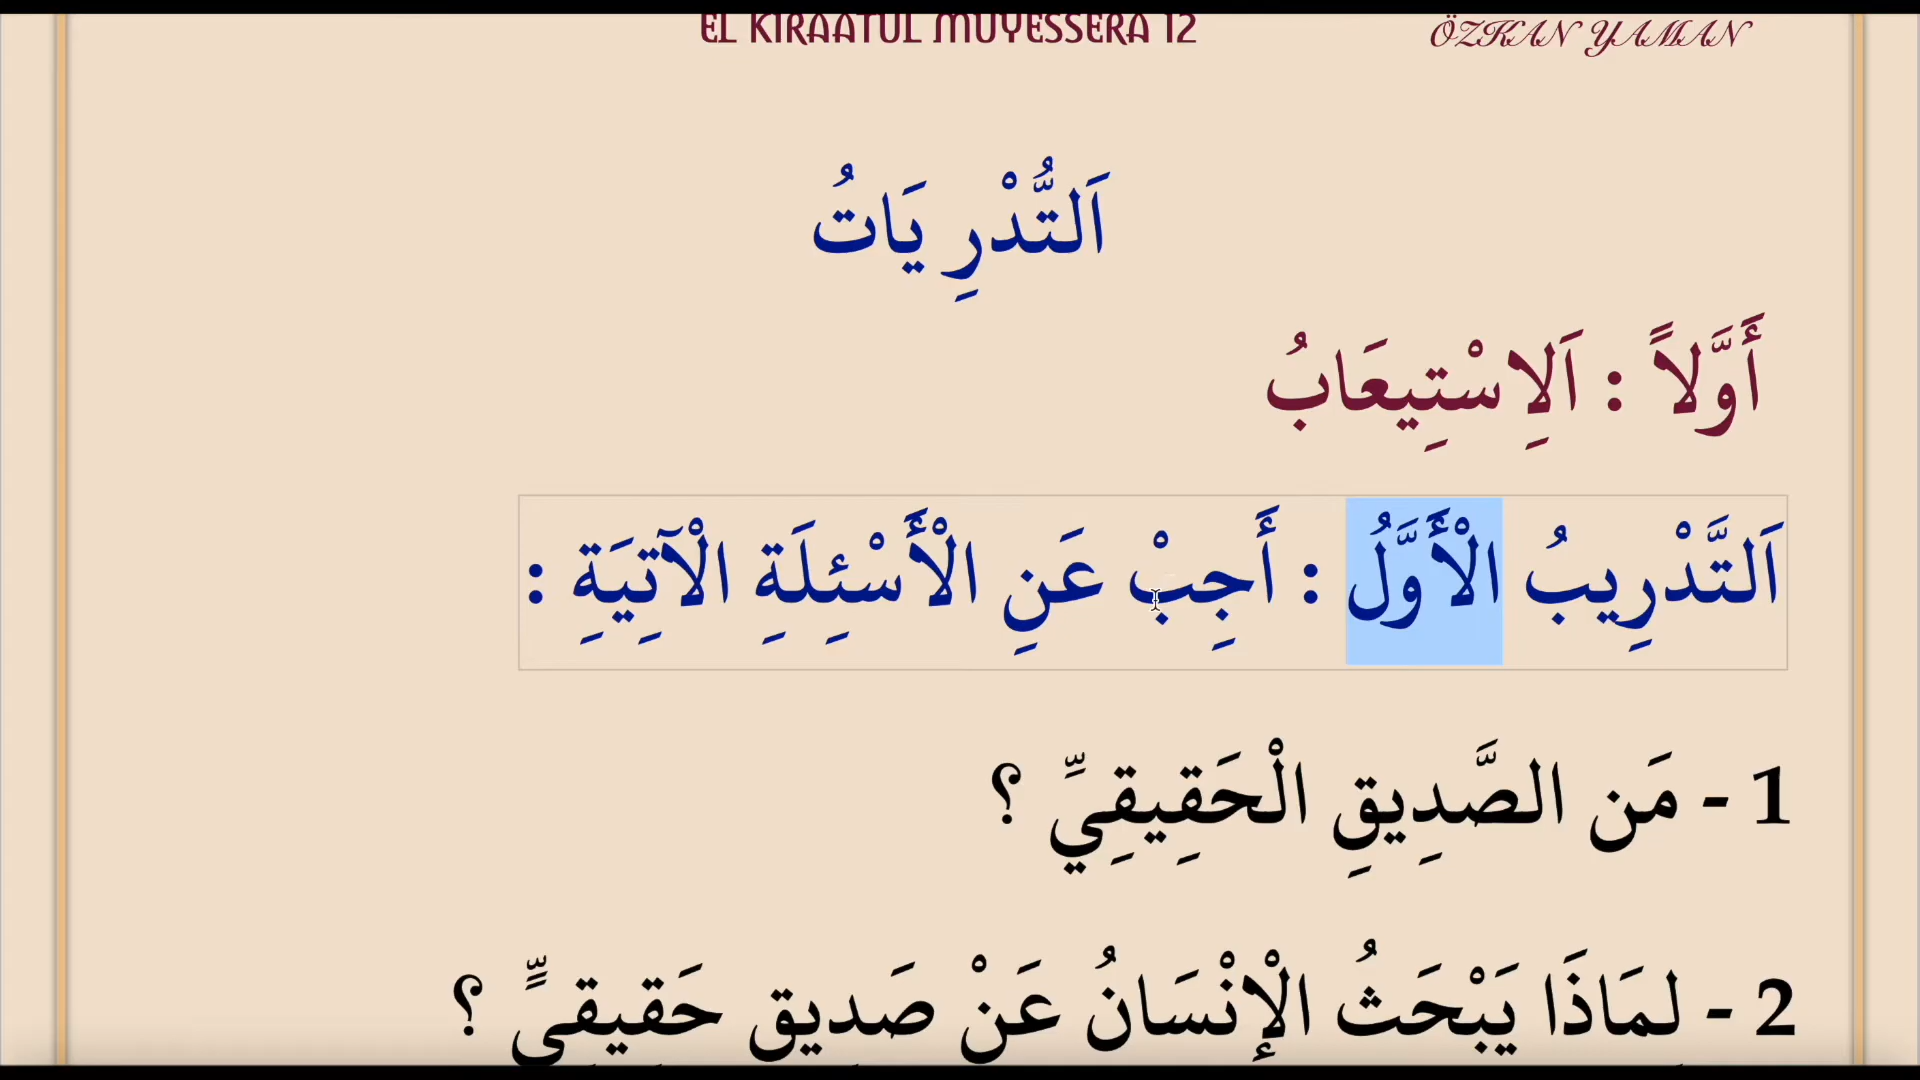 EL KIRAATUL MUYESSERA 12
ÖZKAN YAMAN
اَلتُّدْرِ يَاتُ
أَوَّلاً : اَلِاسْتِيعَابُ
اَلتَّدْرِيبُ الْأَوَّلُ : أَجِبْ عَنِ الْأَسْئِلَةِ الْآتِيَةِ :
1 - مَن الصَّدِيقِ الْحَقِيقِيِّ ؟
2 - لِمَاذَا يَبْحَثُ الْإِنْسَانُ عَنْ صَدِيق حَقِيقِيٍّ ؟